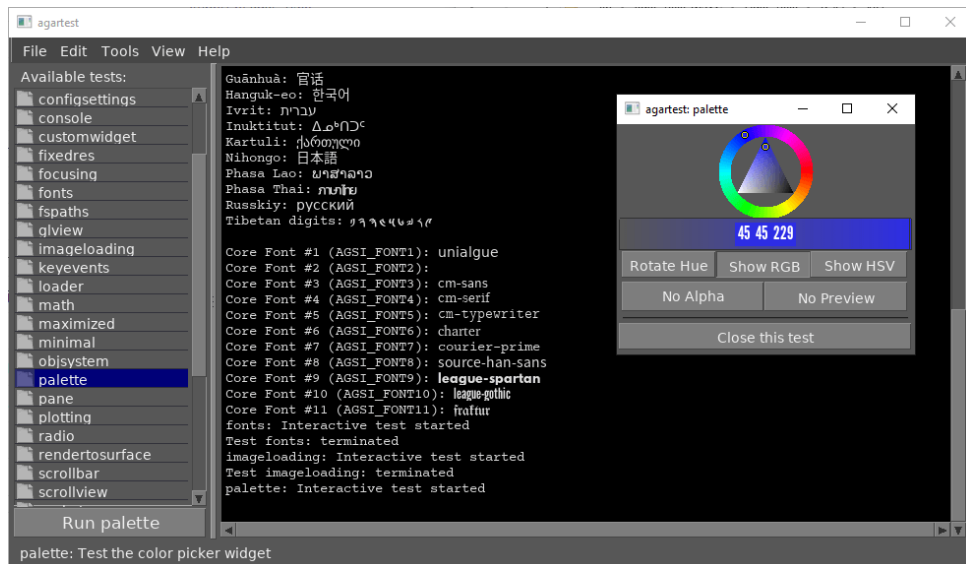 agartest
File Edit Tools View Help
Available tests:
configsettings
console
customwidget
fixedres
focusing
fonts
fspaths
glview
imageloading
keyevents
loader
math
maximized
minimal
objsystem
palette
pane
plotting
radio
rendertosurface
scrollbar
scrollview
Run palette
Guānhuà: 官话
Hanguk-eo: 한국어
Ivrit: עברית
Inuktitut: ᐃᓄᒃᑎᑐᑦ
Kartuli: ქართული
Nihongo: 日本語
Phasa Lao: ພາສາລາວ
Phasa Thai: ภาษาไทย
Russkiy: русский
Tibetan digits:
Core Font #1 (AGSI_FONT1): unialgue
Core Font #2 (AGSI_FONT2):
Core Font #3 (AGSI_FONT3): cm-sans
Core Font #4 (AGSI_FONT4): cm-serif
Core Font #5 (AGSI_FONT5): cm-typewriter
Core Font #6 (AGSI_FONT6): charter
Core Font #7 (AGSI_FONT7): courier-prime
Core Font #8 (AGSI_FONT8): source-han-sans
Core Font #9 (AGSI_FONT9): league-spartan
Core Font #10 (AGSI_FONT10): league-gothic
Core Font #11 (AGSI_FONT11): fraktur
fonts: Interactive test started
Test fonts: terminated
imageloading: Interactive test started
Test imageloading: terminated
palette: Interactive test started
agartest: palette
45 45 229
Rotate Hue Show RGB Show HSV
No Alpha No Preview
Close this test
palette: Test the color picker widget